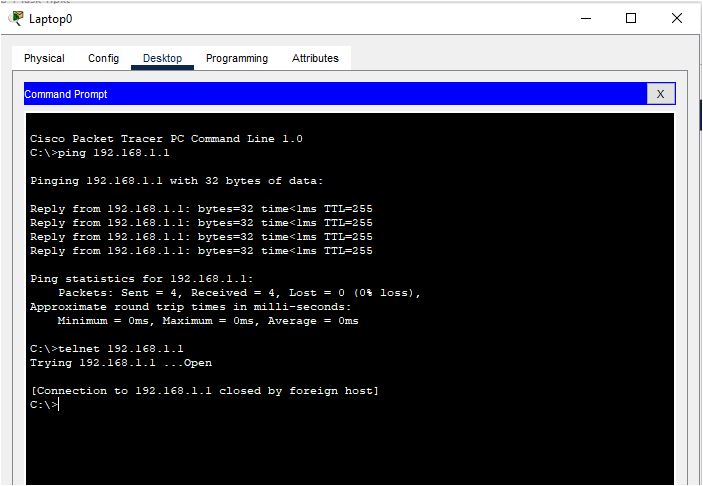 Laptop0
Physical Config Desktop Programming Attributes
Command Prompt X
Cisco Packet Tracer PC Command Line 1.0
C:\>ping 192.168.1.1
Pinging 192.168.1.1 with 32 bytes of data:
Reply from 192.168.1.1: bytes=32 time<1ms TTL=255
Reply from 192.168.1.1: bytes=32 time<1ms TTL=255
Reply from 192.168.1.1: bytes=32 time<1ms TTL=255
Reply from 192.168.1.1: bytes=32 time<1ms TTL=255
Ping statistics for 192.168.1.1:
Packets: Sent = 4, Received = 4, Lost = 0 (0% loss),
Approximate round trip times in milli-seconds:
Minimum = 0ms, Maximum = 0ms, Average = 0ms
C:\>telnet 192.168.1.1
Trying 192.168.1.1 ...Open
[Connection to 192.168.1.1 closed by foreign host]
C:\>